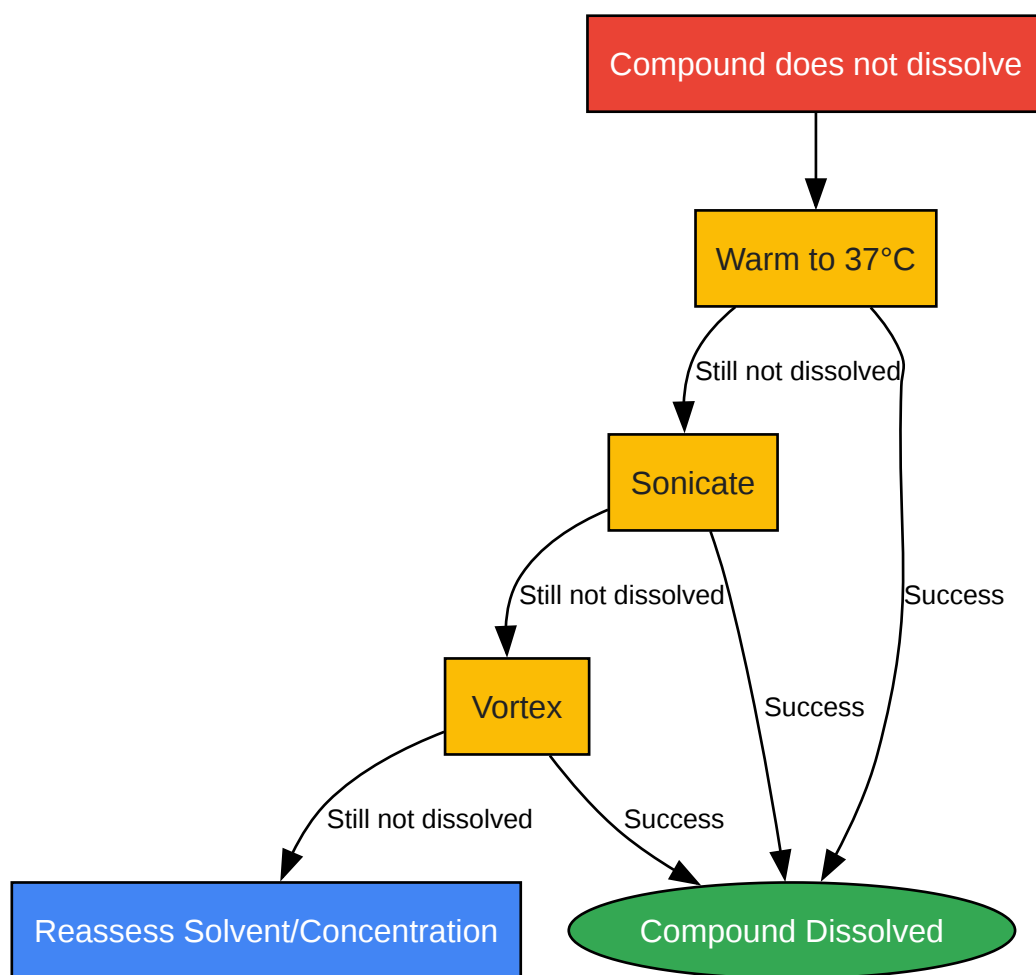 Compound does not dissolve
Warm to 37°C
Still not dissolved
Sonicate
Still not dissolved
Success
Vortex
Success
Still not dissolved
Success
Reassess Solvent/Concentration
Compound Dissolved